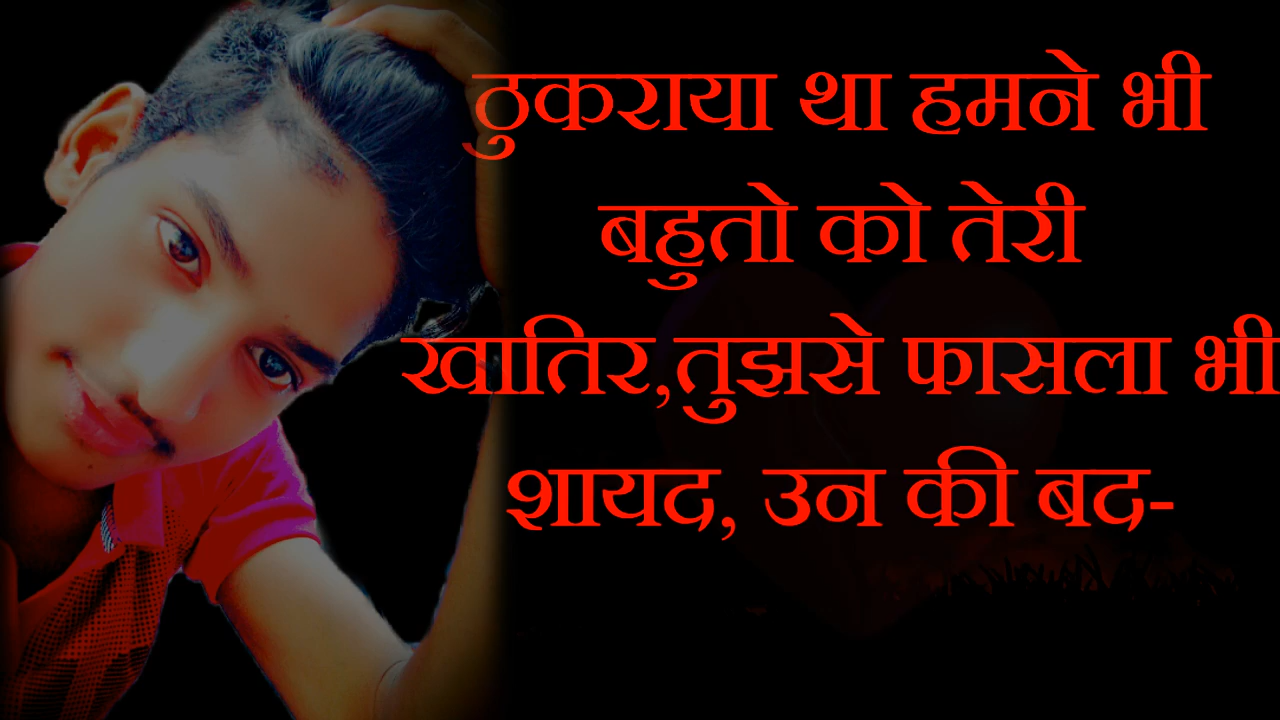 ठुकराया था हमने भी
बहुतो को तेरी
खातिर,तुझसे फासला भी
शायद, उन की बद-